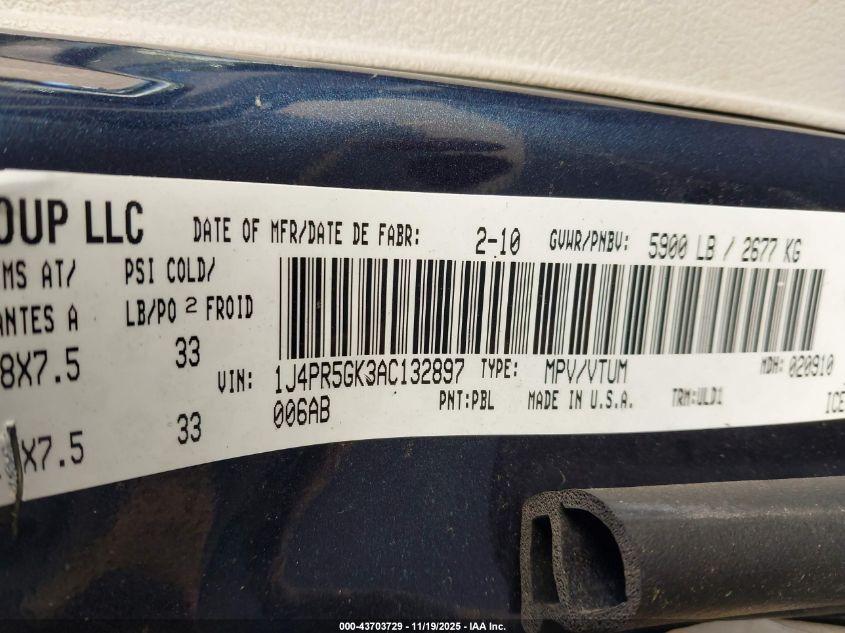 OUP LLC DATE OF MFR/DATE DE FABR: 2-10 GVWR/PNBV: 5900 LB / 2677 KG
MS AT/ PSI COLD/
ANTES A LB/PO 2 FROID
8X7.5 33
VIN: 1J4PR5GK3AC132897 TYPE: MPV/VTUM MDH: 020910
006AB PNT:PBL MADE IN U.S.A. TRM:ULD1 ICE
X7.5 33
000-43703729 - 11/19/2025 - IAA Inc.